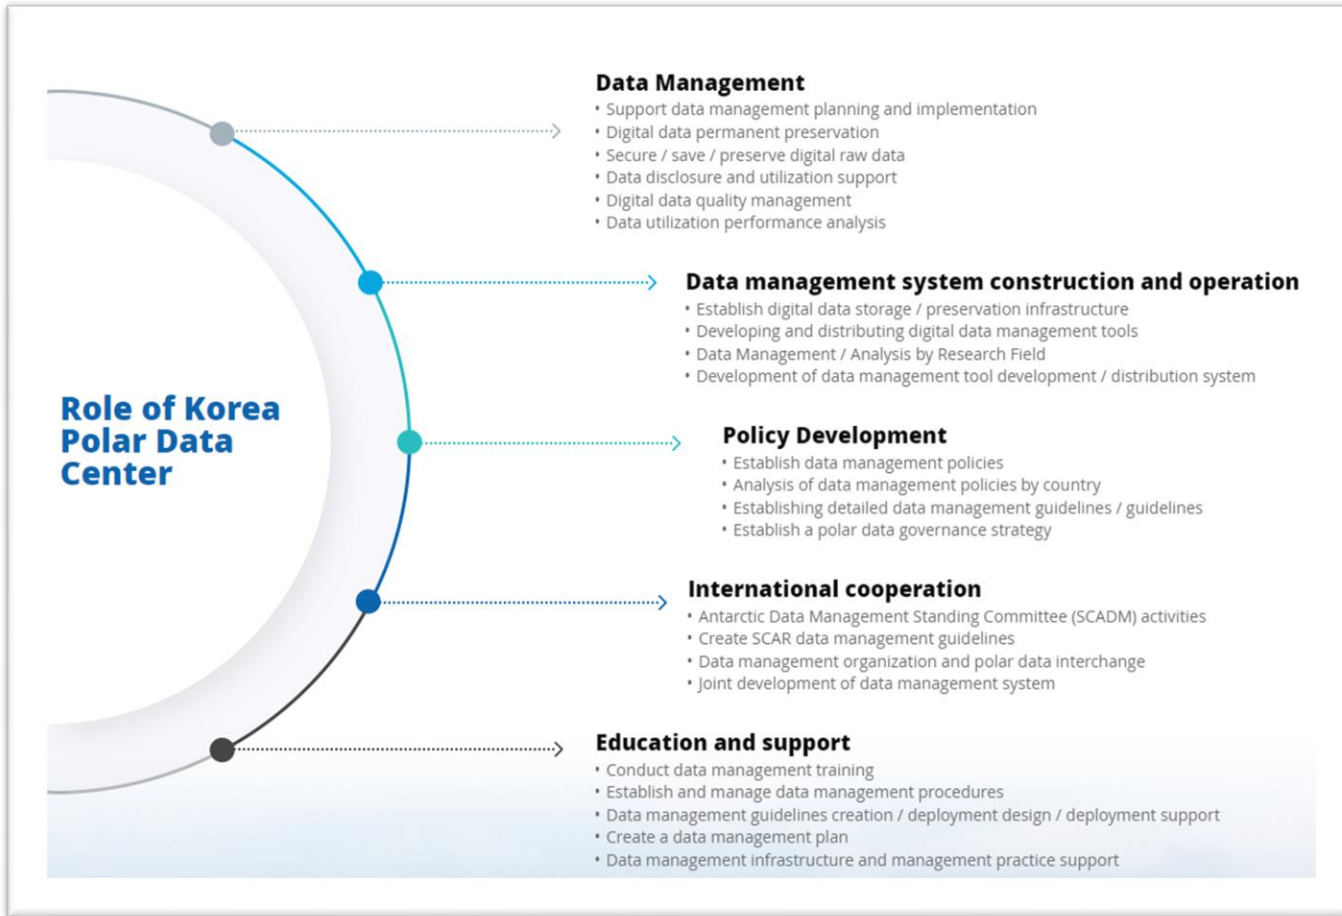 Role of Korea
Polar Data
Center
Data Management
• Support data management planning and implementation
• Digital data permanent preservation
• Secure / save / preserve digital raw data
• Data disclosure and utilization support
• Digital data quality management
• Data utilization performance analysis
Data management system construction and operation
• Establish digital data storage / preservation infrastructure
• Developing and distributing digital data management tools
• Data Management / Analysis by Research Field
• Development of data management tool development / distribution system
Policy Development
• Establish data management policies
• Analysis of data management policies by country
• Establishing detailed data management guidelines / guidelines
• Establish a polar data governance strategy
International cooperation
• Antarctic Data Management Standing Committee (SCADM) activities
• Create SCAR data management guidelines
• Data management organization and polar data interchange
• Joint development of data management system
Education and support
• Conduct data management training
• Establish and manage data management procedures
• Data management guidelines creation / deployment design / deployment support
• Create a data management plan
• Data management infrastructure and management practice support